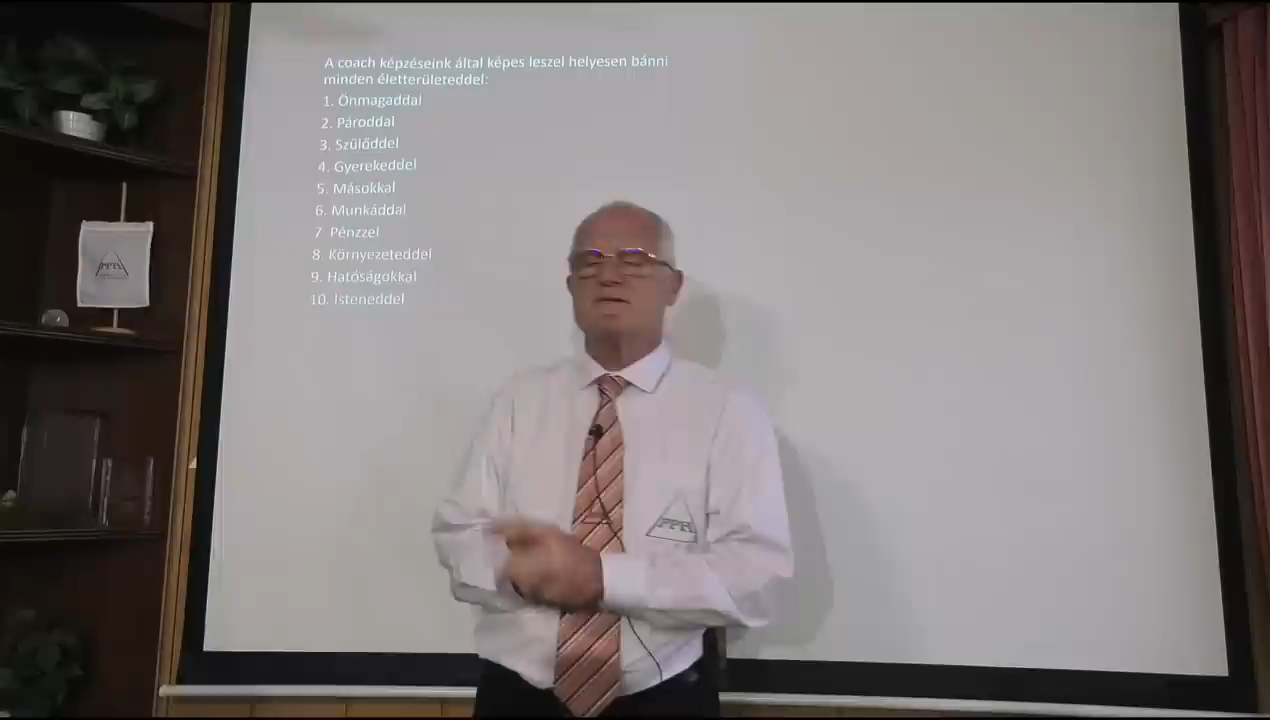 A coach képzéseink által képes leszel helyesen bánni
minden életterületeddel:
1. Önmagaddal
2. Pároddal
3. Szülőddel
4. Gyerekeddel
5. Másokkal
6. Munkáddal
7 Pénzzel
8 Környezeteddel
9. Hatóságokkal
10. Isteneddel
PPH